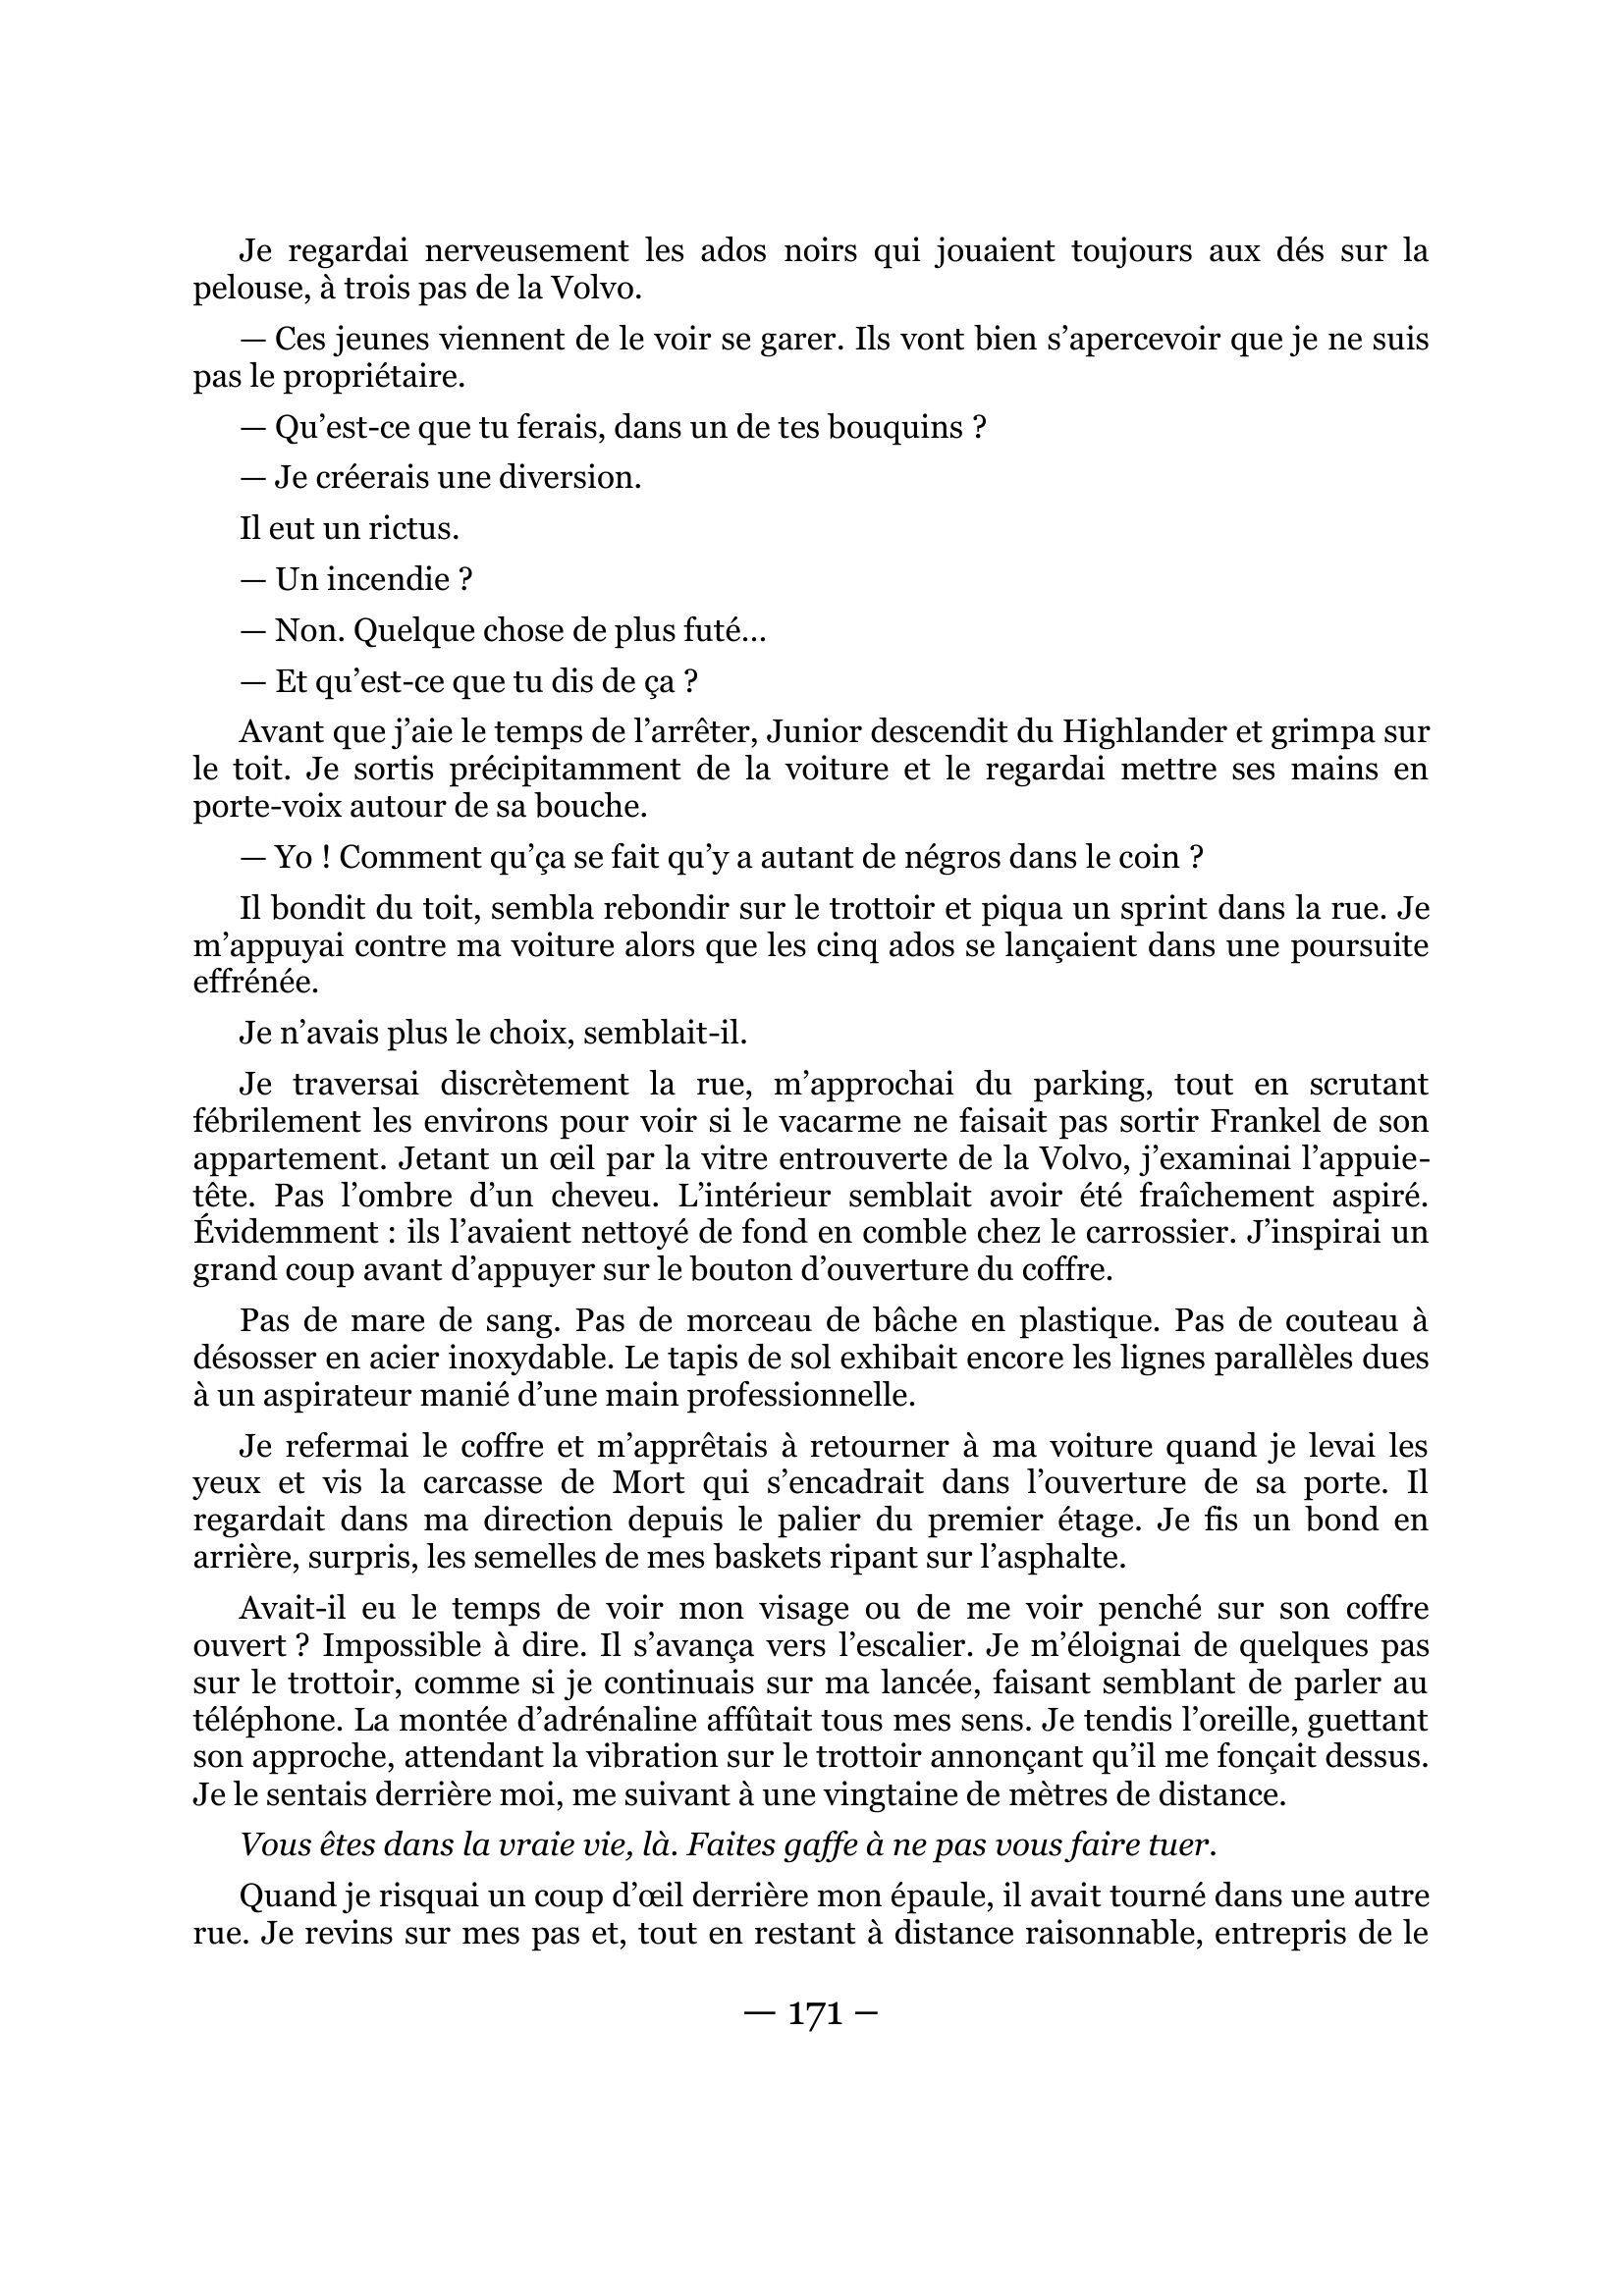 Je regardai nerveusement les ados noirs qui jouaient toujours aux dés sur la
pelouse, à trois pas de la Volvo.
— Ces jeunes viennent de le voir se garer. Ils vont bien s’apercevoir que je ne suis
pas le propriétaire.
— Qu’est-ce que tu ferais, dans un de tes bouquins ?
— Je créerais une diversion.
Il eut un rictus.
— Un incendie ?
— Non. Quelque chose de plus futé…
— Et qu’est-ce que tu dis de ça ?
Avant que j’aie le temps de l’arrêter, Junior descendit du Highlander et grimpa sur
le toit. Je sortis précipitamment de la voiture et le regardai mettre ses mains en
porte-voix autour de sa bouche.
— Yo ! Comment qu’ça se fait qu’y a autant de négros dans le coin ?
Il bondit du toit, sembla rebondir sur le trottoir et piqua un sprint dans la rue. Je
m’appuyai contre ma voiture alors que les cinq ados se lançaient dans une poursuite
effrénée.
Je n’avais plus le choix, semblait-il.
Je traversai discrètement la rue, m’approchai du parking, tout en scrutant
fébrilement les environs pour voir si le vacarme ne faisait pas sortir Frankel de son
appartement. Jetant un œil par la vitre entrouverte de la Volvo, j’examinai l’appuie-
tête. Pas l’ombre d’un cheveu. L’intérieur semblait avoir été fraîchement aspiré.
Évidemment : ils l’avaient nettoyé de fond en comble chez le carrossier. J’inspirai un
grand coup avant d’appuyer sur le bouton d’ouverture du coffre.
Pas de mare de sang. Pas de morceau de bâche en plastique. Pas de couteau à
désosser en acier inoxydable. Le tapis de sol exhibait encore les lignes parallèles dues
à un aspirateur manié d’une main professionnelle.
Je refermai le coffre et m’apprêtais à retourner à ma voiture quand je levai les
yeux et vis la carcasse de Mort qui s’encadrait dans l’ouverture de sa porte. Il
regardait dans ma direction depuis le palier du premier étage. Je fis un bond en
arrière, surpris, les semelles de mes baskets ripant sur l’asphalte.
Avait-il eu le temps de voir mon visage ou de me voir penché sur son coffre
ouvert ? Impossible à dire. Il s’avança vers l’escalier. Je m’éloignai de quelques pas
sur le trottoir, comme si je continuais sur ma lancée, faisant semblant de parler au
téléphone. La montée d’adrénaline affûtait tous mes sens. Je tendis l’oreille, guettant
son approche, attendant la vibration sur le trottoir annonçant qu’il me fonçait dessus.
Je le sentais derrière moi, me suivant à une vingtaine de mètres de distance.
Vous êtes dans la vraie vie, là. Faites gaffe à ne pas vous faire tuer.
Quand je risquai un coup d’œil derrière mon épaule, il avait tourné dans une autre
rue. Je revins sur mes pas et, tout en restant à distance raisonnable, entrepris de le
— 171 –